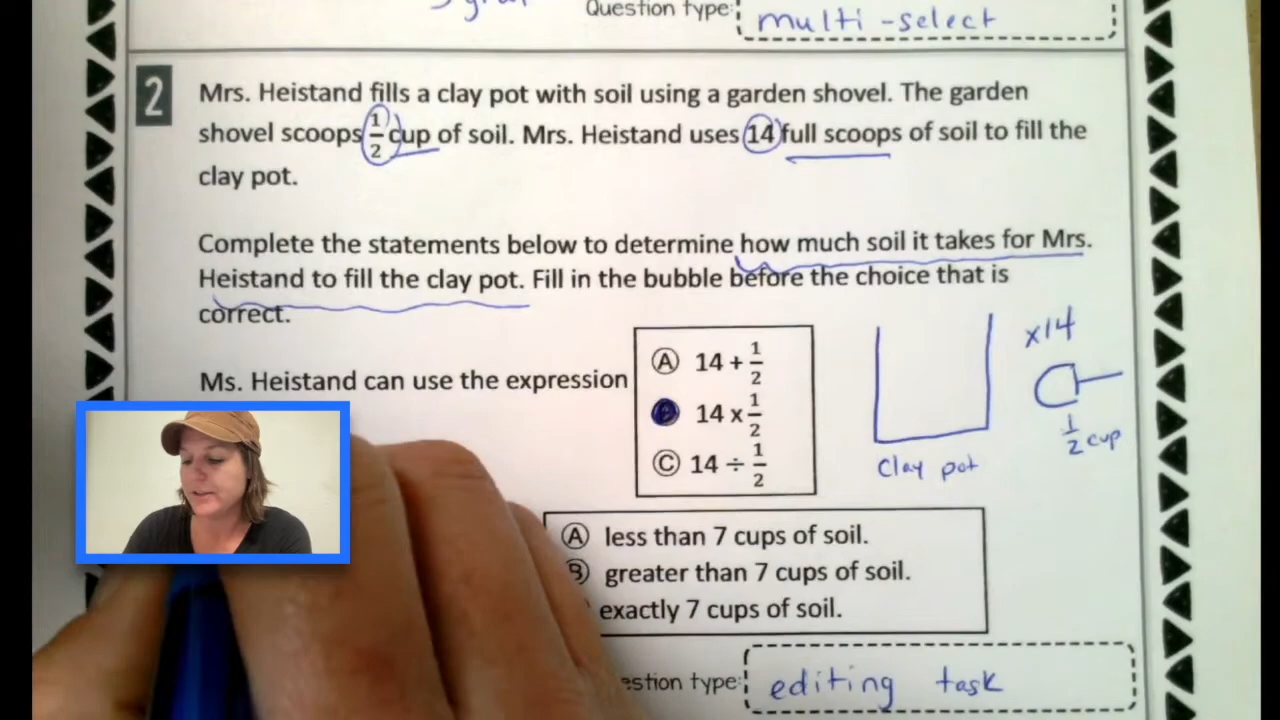 Question type: multi-select
2
Mrs. Heistand fills a clay pot with soil using a garden shovel. The garden
shovel scoops 1/2 cup of soil. Mrs. Heistand uses 14 full scoops of soil to fill the
clay pot.
Complete the statements below to determine how much soil it takes for Mrs.
Heistand to fill the clay pot. Fill in the bubble before the choice that is
correct.
Ms. Heistand can use the expression
Ⓐ 14 + 1/2
14 x 1/2
Ⓒ 14 ÷ 1/2
x14
1/2 cup
Clay pot
Ⓐ less than 7 cups of soil.
Ⓑ greater than 7 cups of soil.
exactly 7 cups of soil.
estion type: editing task